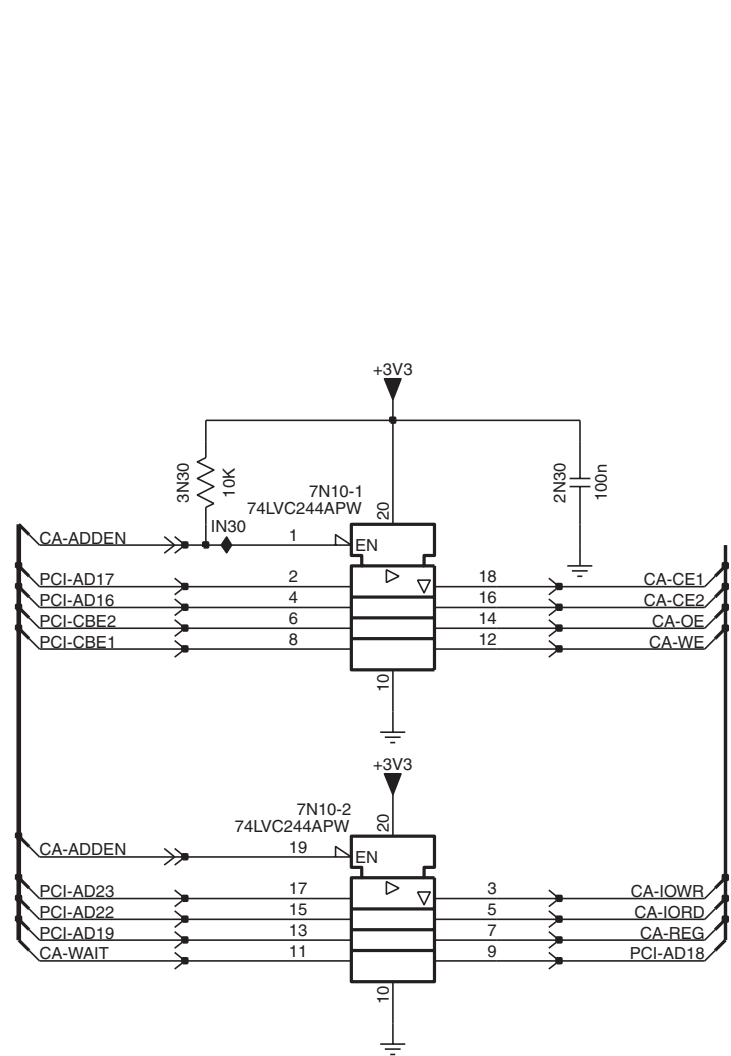 +3V3
3N30
10K
7N10-1
74LVC244APW
20
2N30
100n
IN30
CA-ADDEN
1
EN
PCI-AD17
2
18
CA-CE1
PCI-AD16
4
16
CA-CE2
PCI-CBE2
6
14
CA-OE
PCI-CBE1
8
12
CA-WE
10
+3V3
7N10-2
74LVC244APW
20
CA-ADDEN
19
EN
PCI-AD23
17
3
CA-IOWR
PCI-AD22
15
5
CA-IORD
PCI-AD19
13
7
CA-REG
CA-WAIT
11
9
PCI-AD18
10